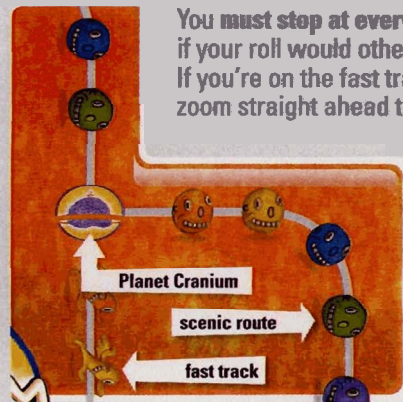 You must stop at ever
if your roll would othe
If you're on the fast tr
zoom straight ahead t
Planet Cranium
scenic route
fast track